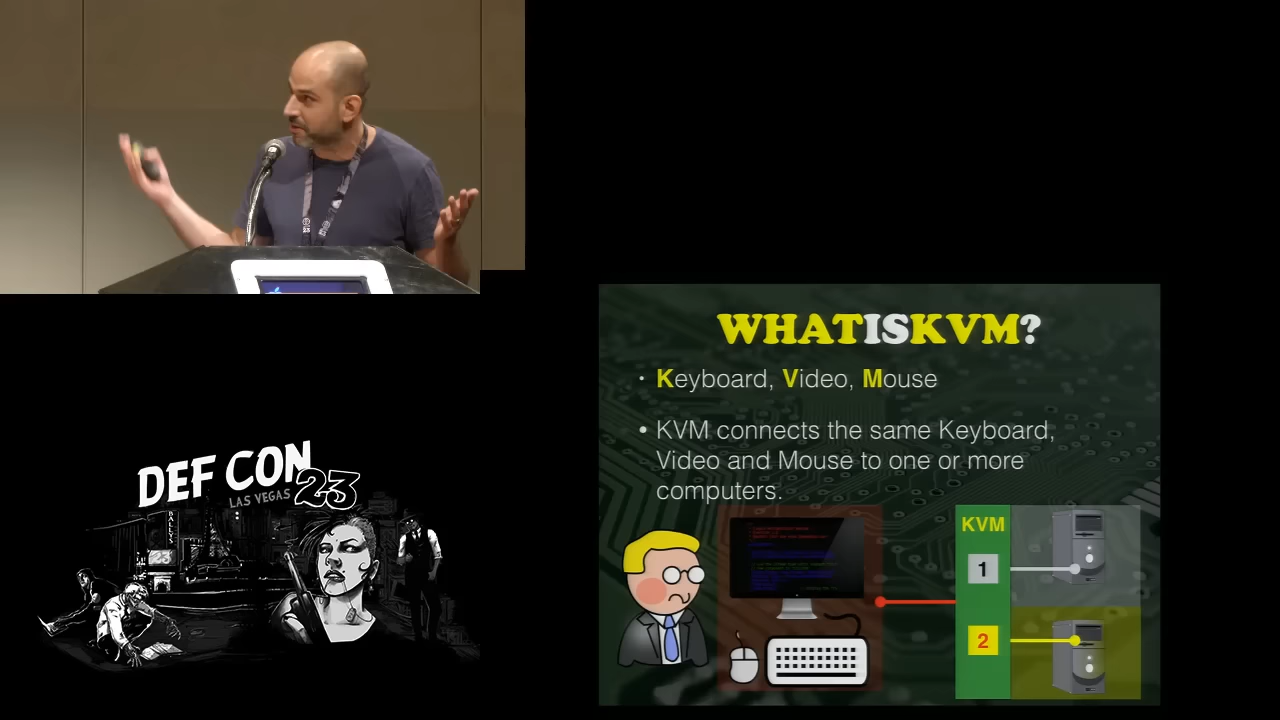 WHATISKVM?
• Keyboard, Video, Mouse
• KVM connects the same Keyboard,
Video and Mouse to one or more
computers.
KVM
1
2
DEF CON
LAS VEGAS 23
BALLY'S